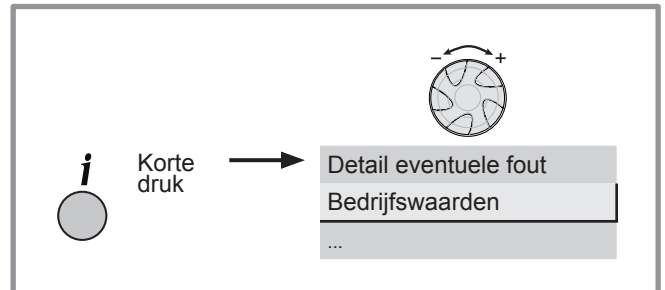 - +
i
Korte
druk
Detail eventuele fout
Bedrijfswaarden
...